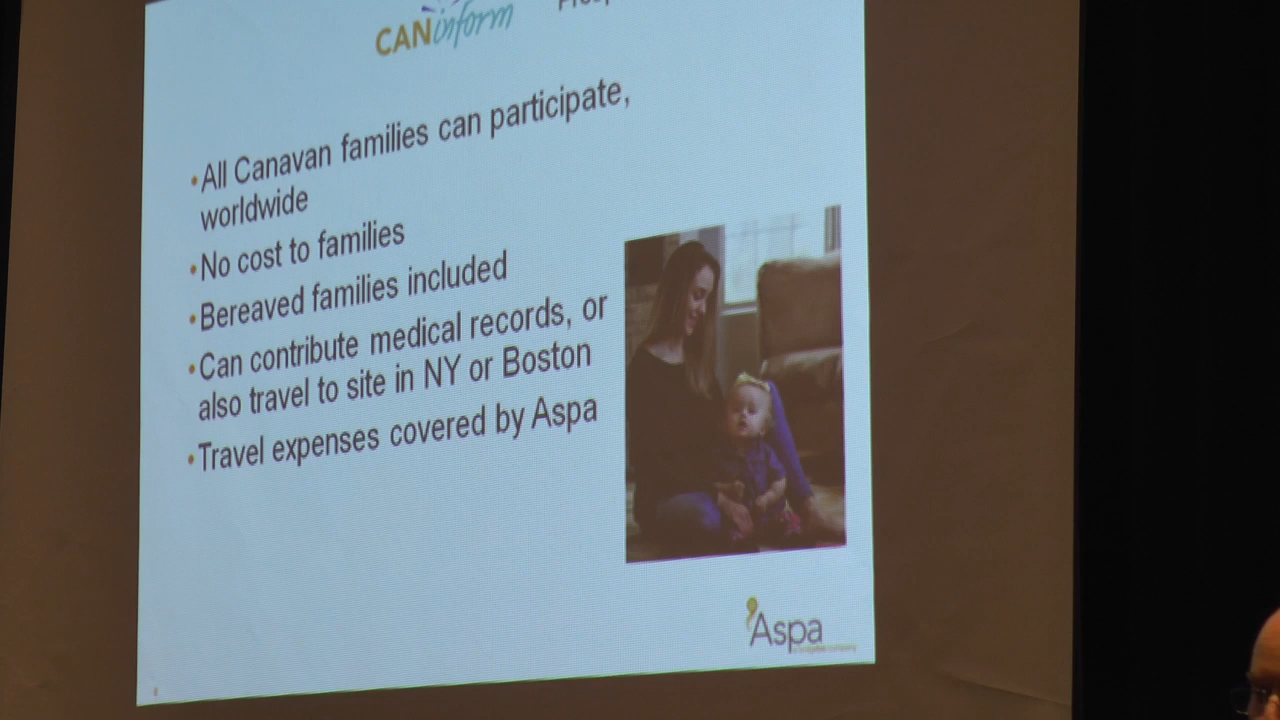 CANinform
•All Canavan families can participate,
worldwide
•No cost to families
•Bereaved families included
•Can contribute medical records, or
also travel to site in NY or Boston
•Travel expenses covered by Aspa
Aspa